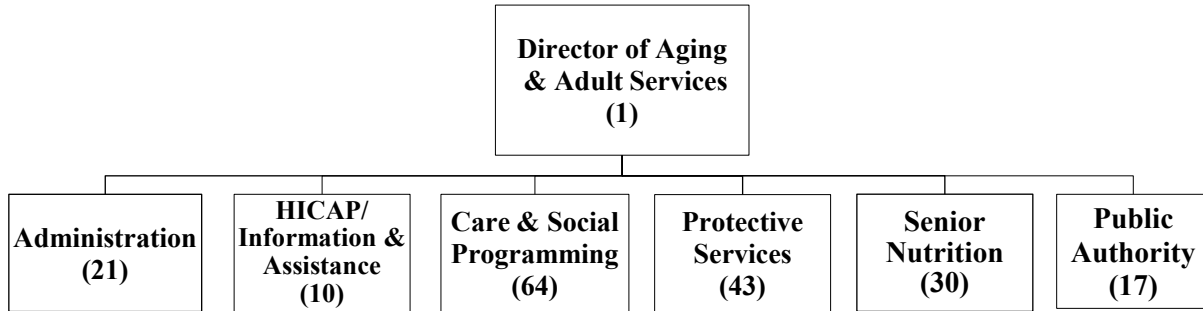 Director of Aging
& Adult Services
(1)
Administration
(21)
HICAP/
Information &
Assistance
(10)
Care & Social
Programming
(64)
Protective
Services
(43)
Senior
Nutrition
(30)
Public
Authority
(17)